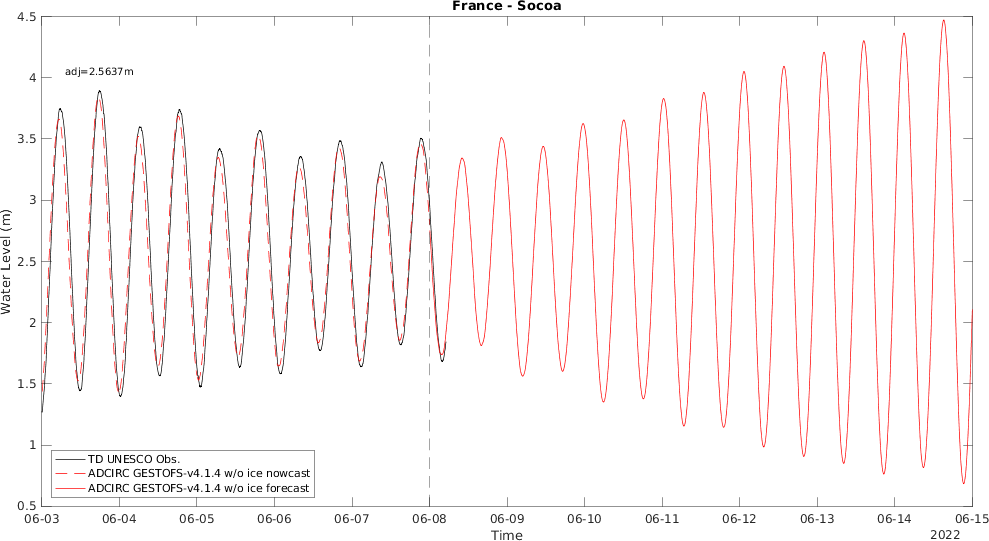 France - Socoa
4.5
4
3.5
3
2.5
2
1.5
1
0.5
Water Level (m)
adj=2.5637m
TD UNESCO Obs.
ADCIRC GESTOFS-v4.1.4 w/o ice nowcast
ADCIRC GESTOFS-v4.1.4 w/o ice forecast
06-03 06-04 06-05 06-06 06-07 06-08 06-09 06-10 06-11 06-12 06-13 06-14 06-15
Time
2022